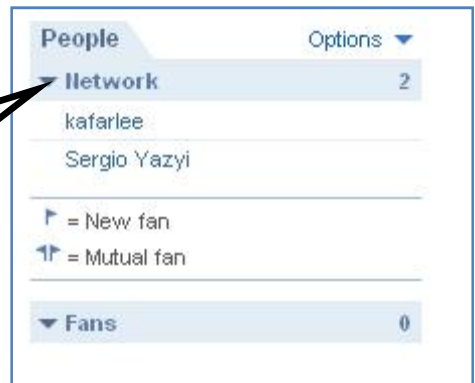 People Options
Network 2
kafarlee
Sergio Yazyi
= New fan
= Mutual fan
Fans 0